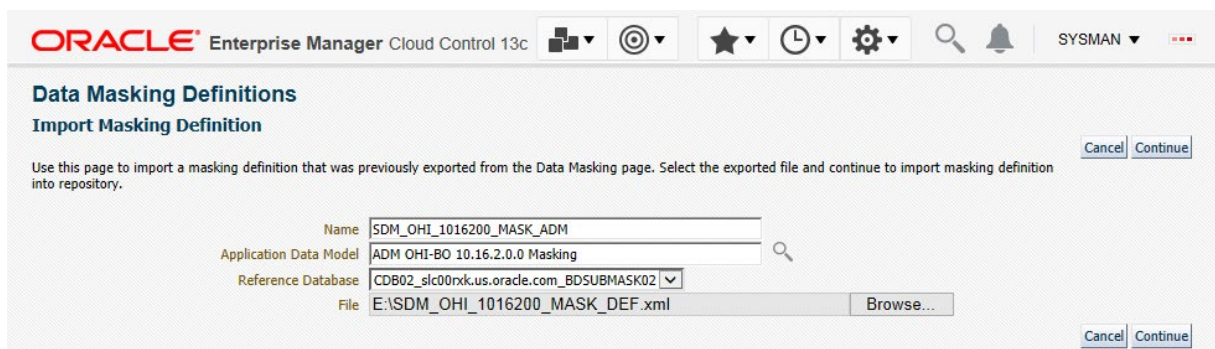 ORACLE Enterprise Manager Cloud Control 13c SYSMAN
Data Masking Definitions
Import Masking Definition
Cancel Continue
Use this page to import a masking definition that was previously exported from the Data Masking page. Select the exported file and continue to import masking definition
into repository.
Name SDM_OHI_1016200_MASK_ADM
Application Data Model ADM OHI-BO 10.16.2.0.0 Masking
Reference Database CDB02_slc00rxk.us.oracle.com_BDSUBMASK02
File E:\SDM_OHI_1016200_MASK_DEF.xml Browse...
Cancel Continue